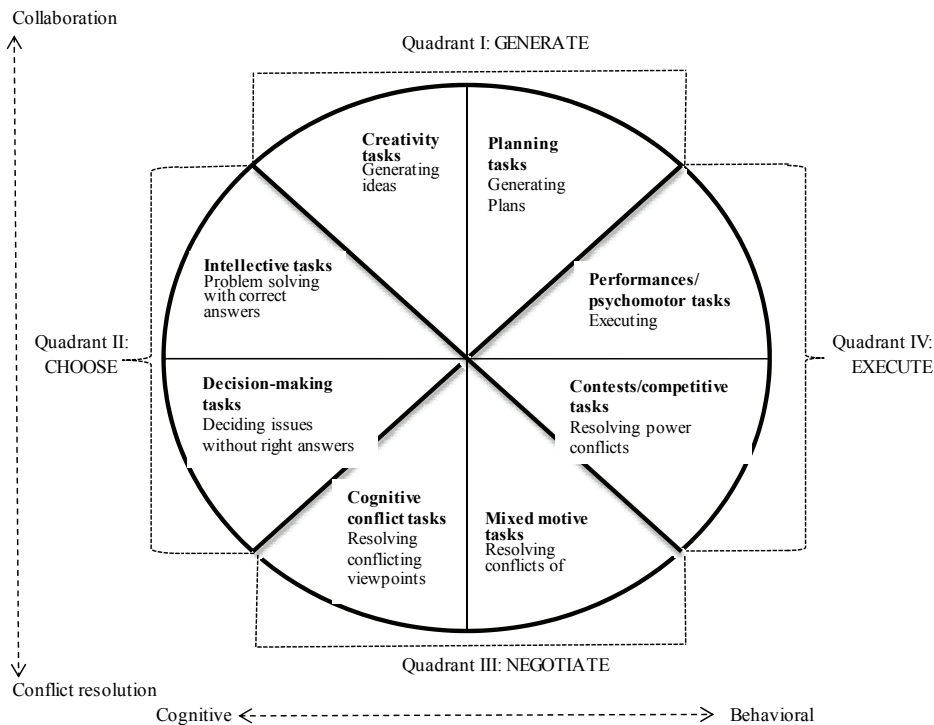 Collaboration
Quadrant I: GENERATE
Creativity
tasks
Generating
ideas
Planning
tasks
Generating
Plans
Intellective tasks
Problem solving
with correct
answers
Performances/
psychomotor tasks
Executing
Quadrant II:
CHOOSE
Quadrant IV:
EXECUTE
Decision-making
tasks
Deciding issues
without right answers
Contests/competitive
tasks
Resolving power
conflicts
Cognitive
conflict tasks
Resolving
conflicting
viewpoints
Mixed motive
tasks
Resolving
conflicts of
Quadrant III: NEGOTIATE
Conflict resolution
Cognitive
Behavioral